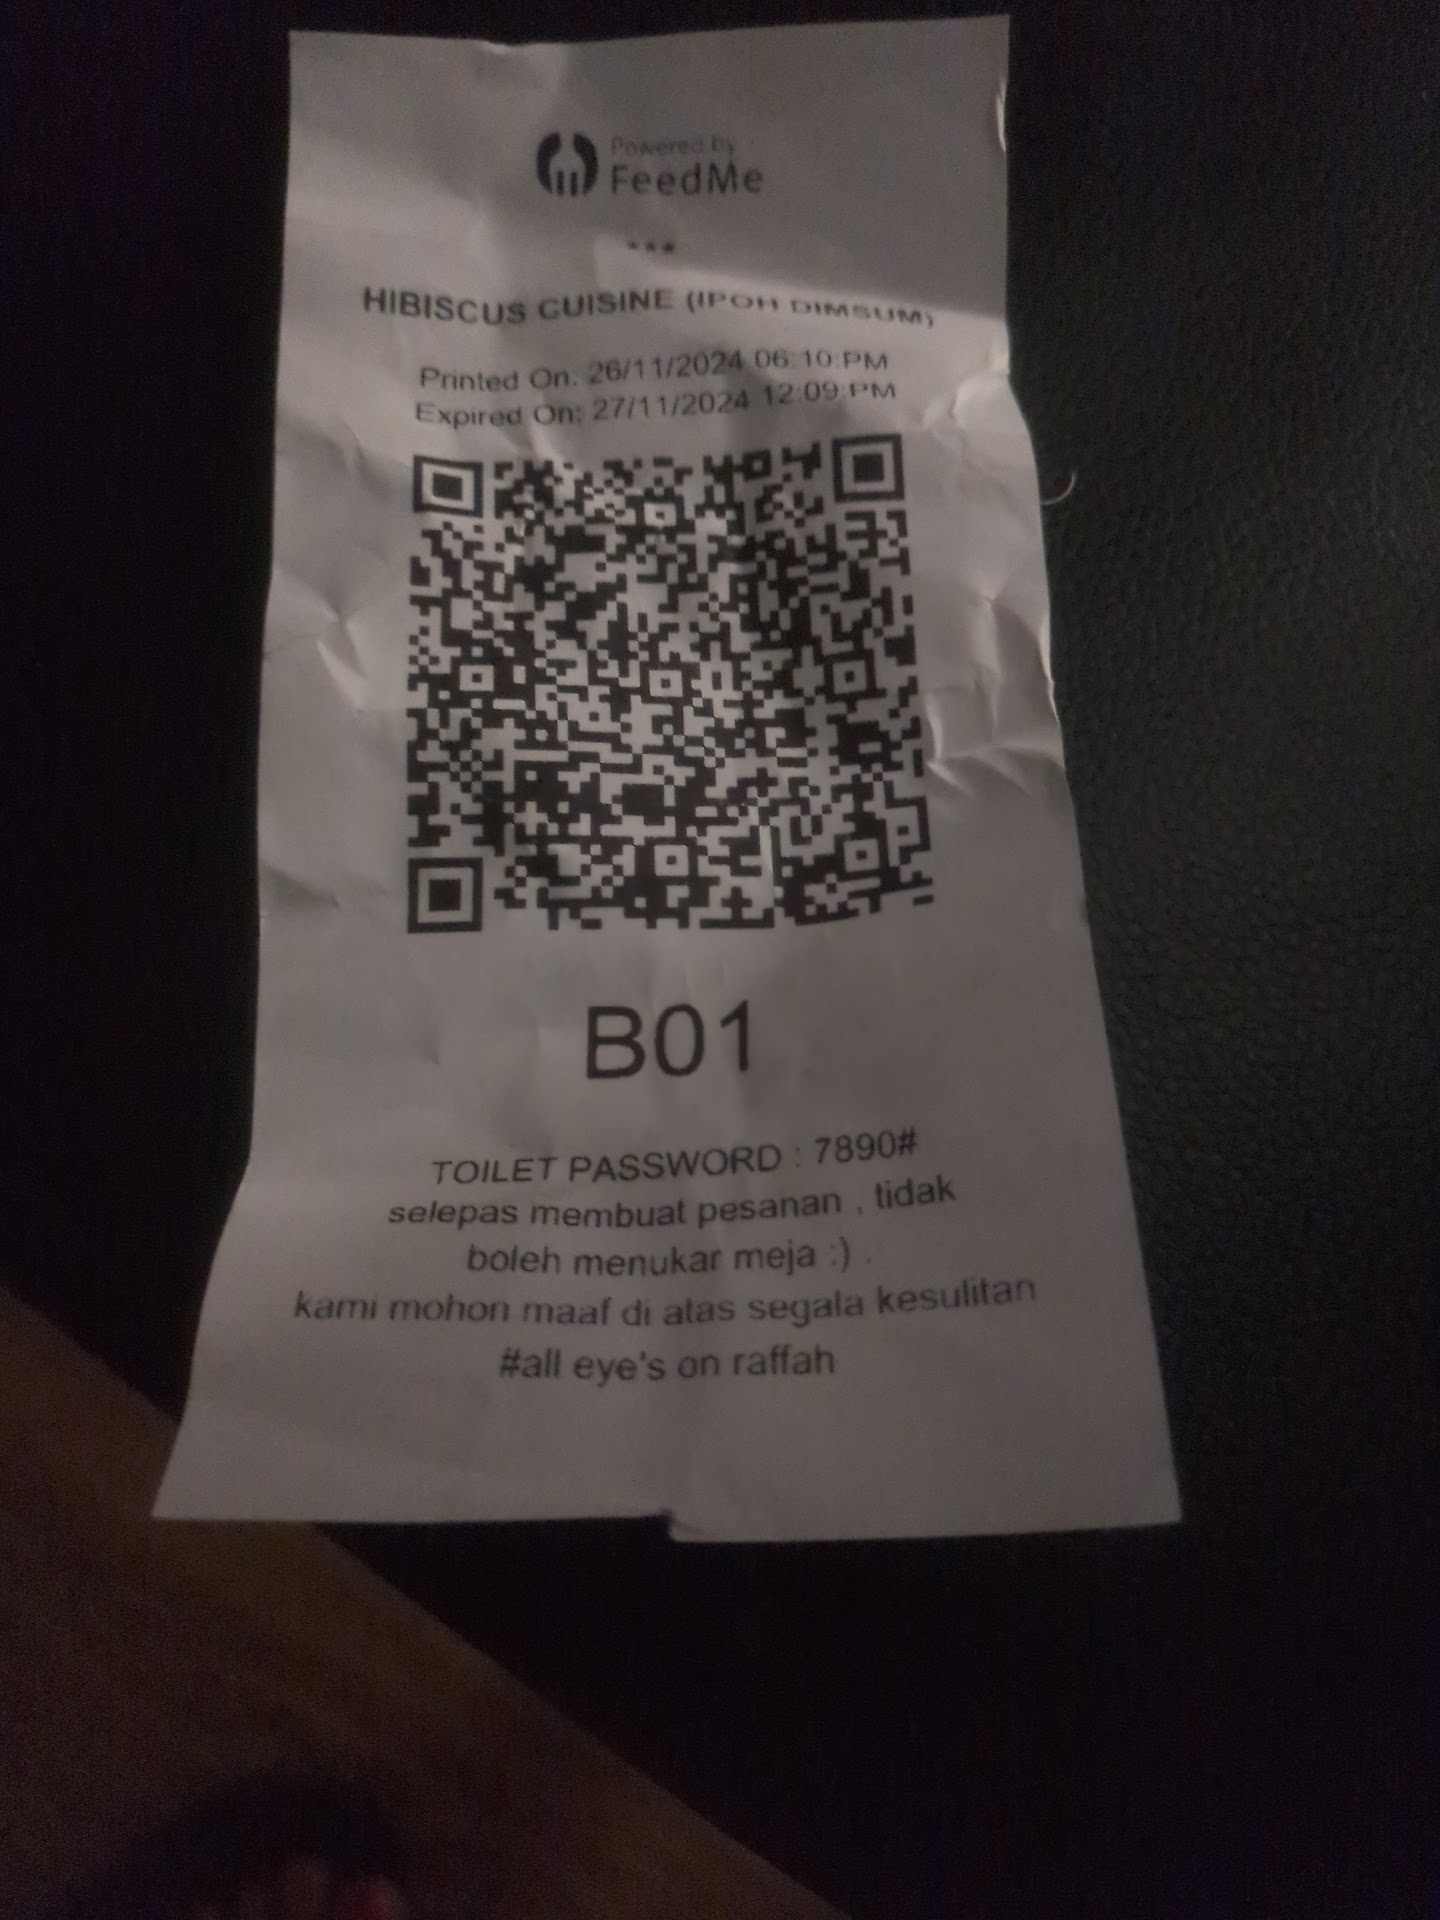 Powered by
FeedMe
***
HIBISCUS CUISINE (IPOH DIMSUM)
Printed On: 26/11/2024 06:10 PM
Expired On: 27/11/2024 12:09 PM
B01
TOILET PASSWORD : 7890#
selepas membuat pesanan , tidak
boleh menukar meja :) .
kami mohon maaf di atas segala kesulitan
#all eye's on raffah